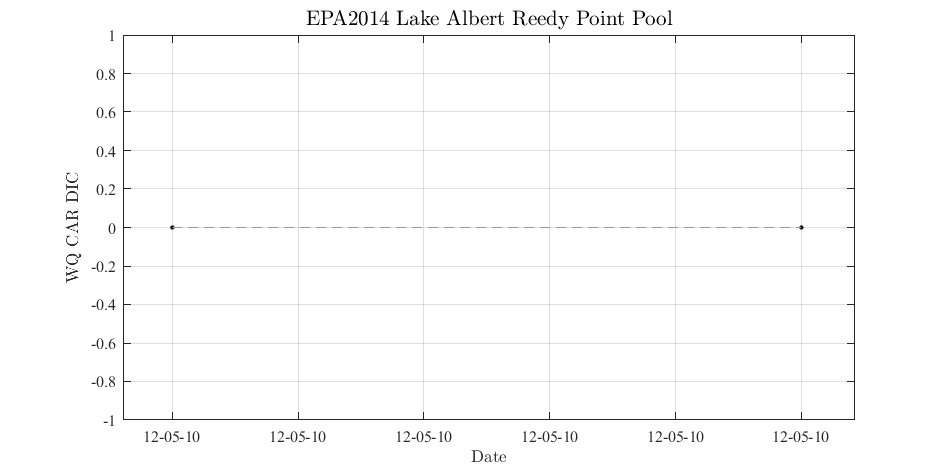 EPA2014 Lake Albert Reedy Point Pool
1
0.8
0.6
0.4
0.2
0
-0.2
-0.4
-0.6
-0.8
-1
WQ CAR DIC
12-05-10 12-05-10 12-05-10 12-05-10 12-05-10 12-05-10
Date